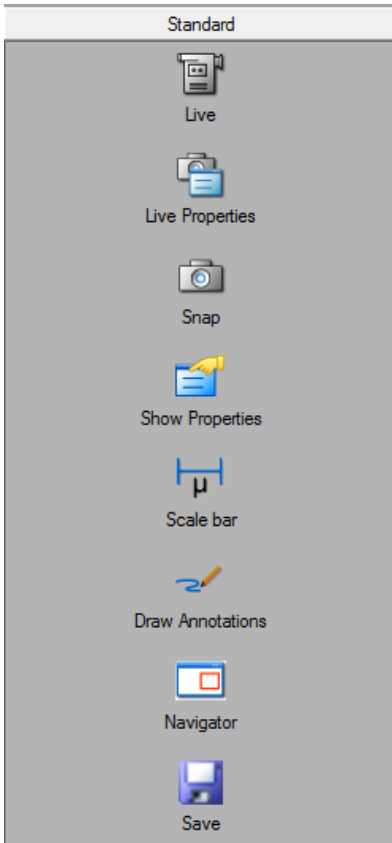 Standard
Live
Live Properties
Snap
Show Properties
μ
Scale bar
Draw Annotations
Navigator
Save